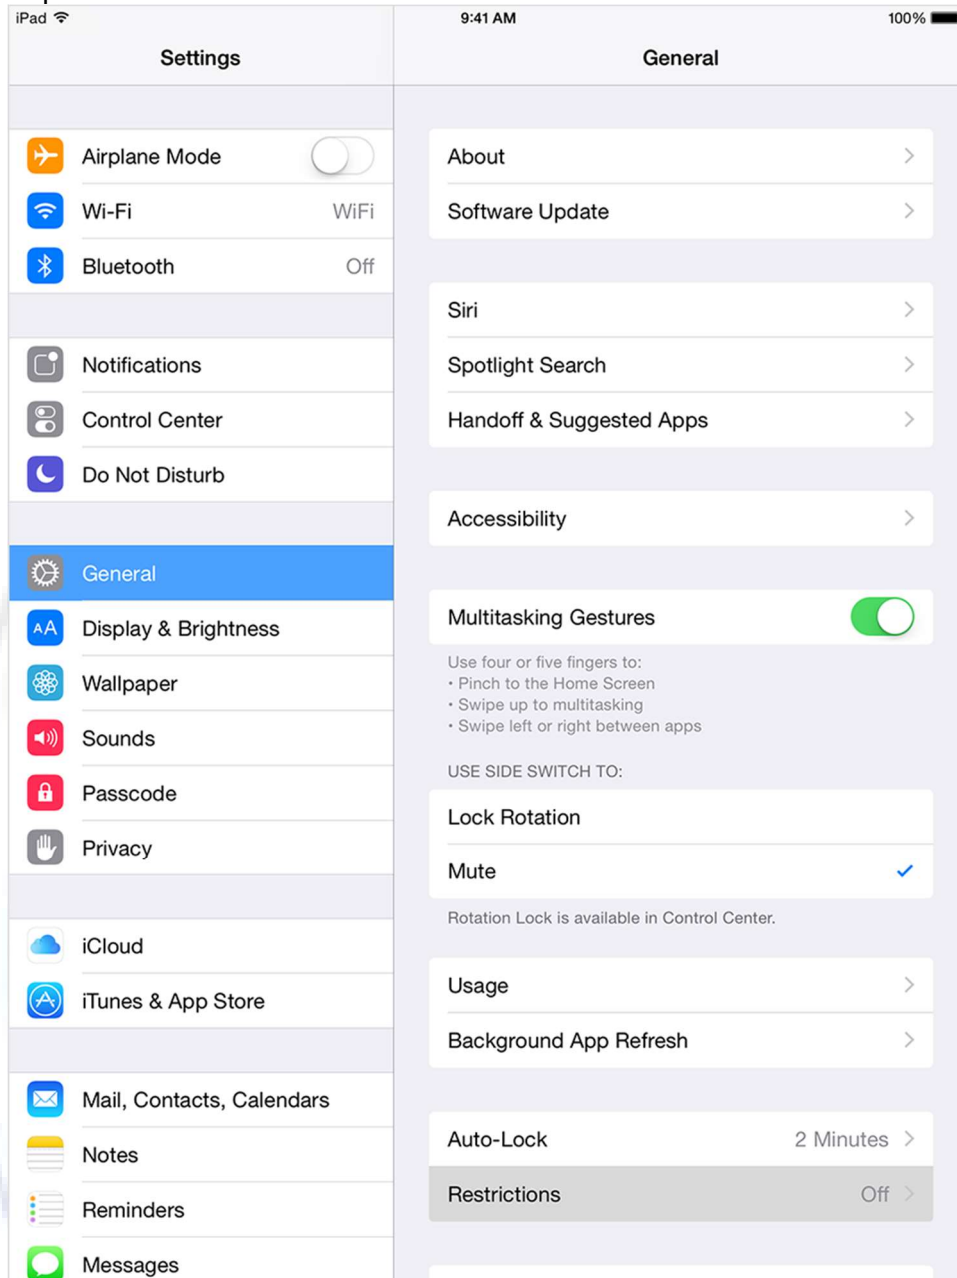 iPad
9:41 AM
100%
Settings
General
Airplane Mode
Wi-Fi
WiFi
Bluetooth
Off
Notifications
Control Center
Do Not Disturb
General
Display & Brightness
Wallpaper
Sounds
Passcode
Privacy
iCloud
iTunes & App Store
Mail, Contacts, Calendars
Notes
Reminders
Messages
About
Software Update
Siri
Spotlight Search
Handoff & Suggested Apps
Accessibility
Multitasking Gestures
Use four or five fingers to:
• Pinch to the Home Screen
• Swipe up to multitasking
• Swipe left or right between apps
USE SIDE SWITCH TO:
Lock Rotation
Mute
Rotation Lock is available in Control Center.
Usage
Background App Refresh
Auto-Lock
2 Minutes
Restrictions
Off